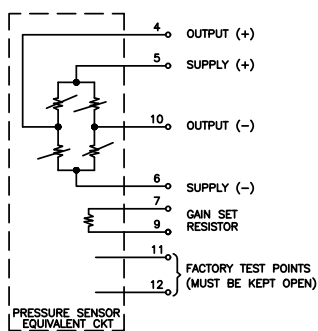 4 OUTPUT (+)
5 SUPPLY (+)
10 OUTPUT (-)
6 SUPPLY (-)
7
GAIN SET
RESISTOR
9
11
FACTORY TEST POINTS
(MUST BE KEPT OPEN)
12
PRESSURE SENSOR
EQUIVALENT CKT